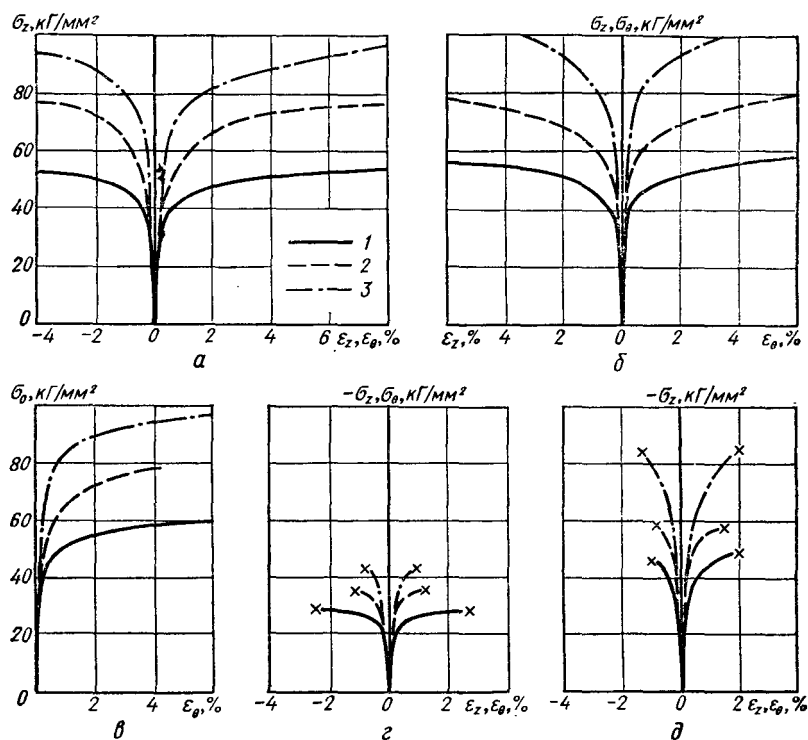 σz, кГ/мм²
80
60
40
20
0
-4 -2 0 2 4 6 εz, εθ, %
1
2
3
а
σz, σθ, кГ/мм²
εz, % 4 2 0 2 4 εθ, %
б
σθ, кГ/мм²
80
60
40
20
0
2 4 εθ, %
в
-σz, σθ, кГ/мм²
-4 -2 0 2 εz, εθ, %
г
-σz, кГ/мм²
-4 -2 0 2 εz, εθ, %
д